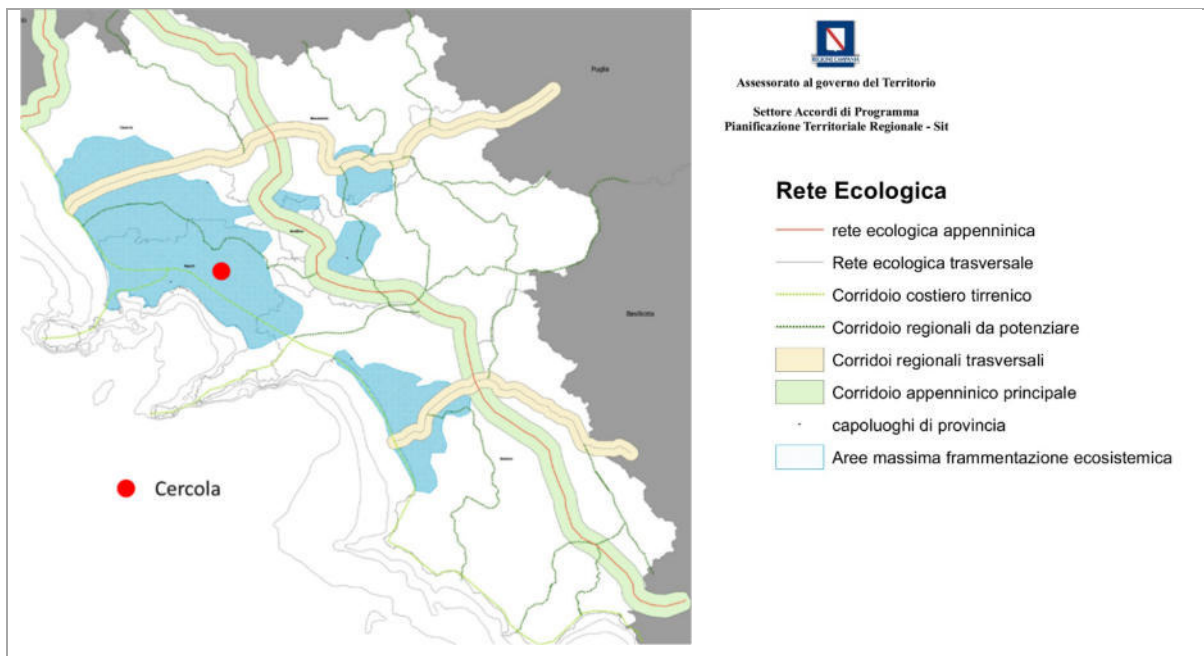 Puglia
Basilicata
Cercola
REGIONE CAMPANIA
Assessorato al governo del Territorio
Settore Accordi di Programma
Pianificazione Territoriale Regionale - Sit
Rete Ecologica
rete ecologica appenninica
Rete ecologica trasversale
Corridoio costiero tirrenico
Corridoio regionali da potenziare
Corridoi regionali trasversali
Corridoio appenninico principale
capoluoghi di provincia
Aree massima frammentazione ecosistemica